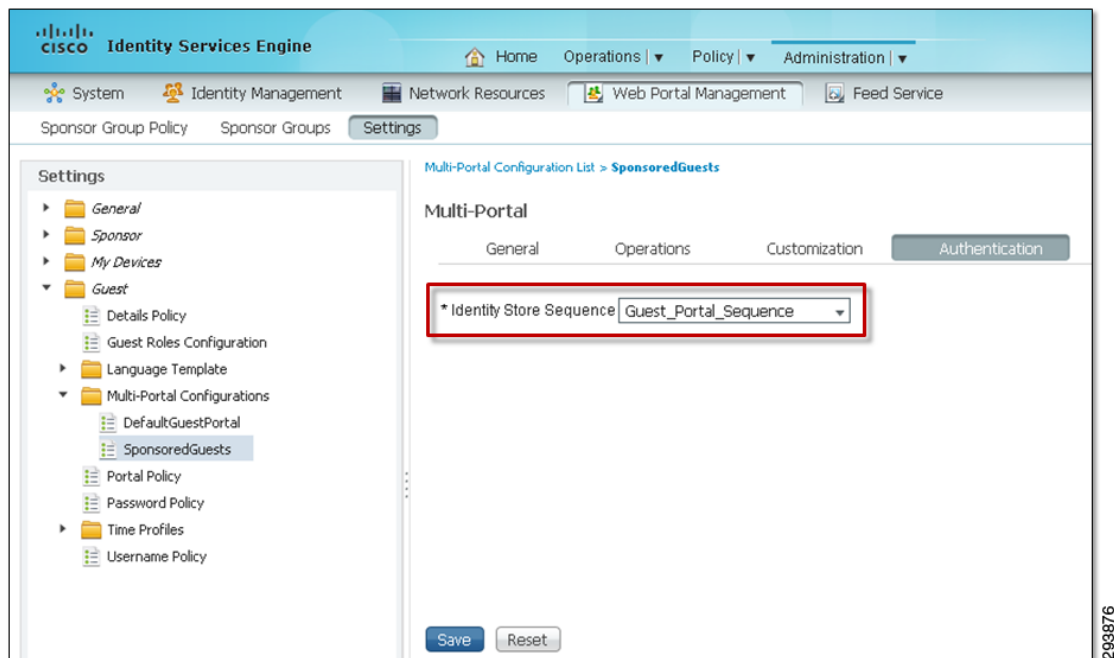 CISCO Identity Services Engine
Home Operations | Policy | Administration |
System Identity Management Network Resources Web Portal Management Feed Service
Sponsor Group Policy Sponsor Groups Settings
Settings
General
Sponsor
My Devices
Guest
Details Policy
Guest Roles Configuration
Language Template
Multi-Portal Configurations
DefaultGuestPortal
SponsoredGuests
Portal Policy
Password Policy
Time Profiles
Username Policy
Multi-Portal Configuration List > SponsoredGuests
Multi-Portal
General Operations Customization Authentication
* Identity Store Sequence Guest_Portal_Sequence
Save Reset
293876